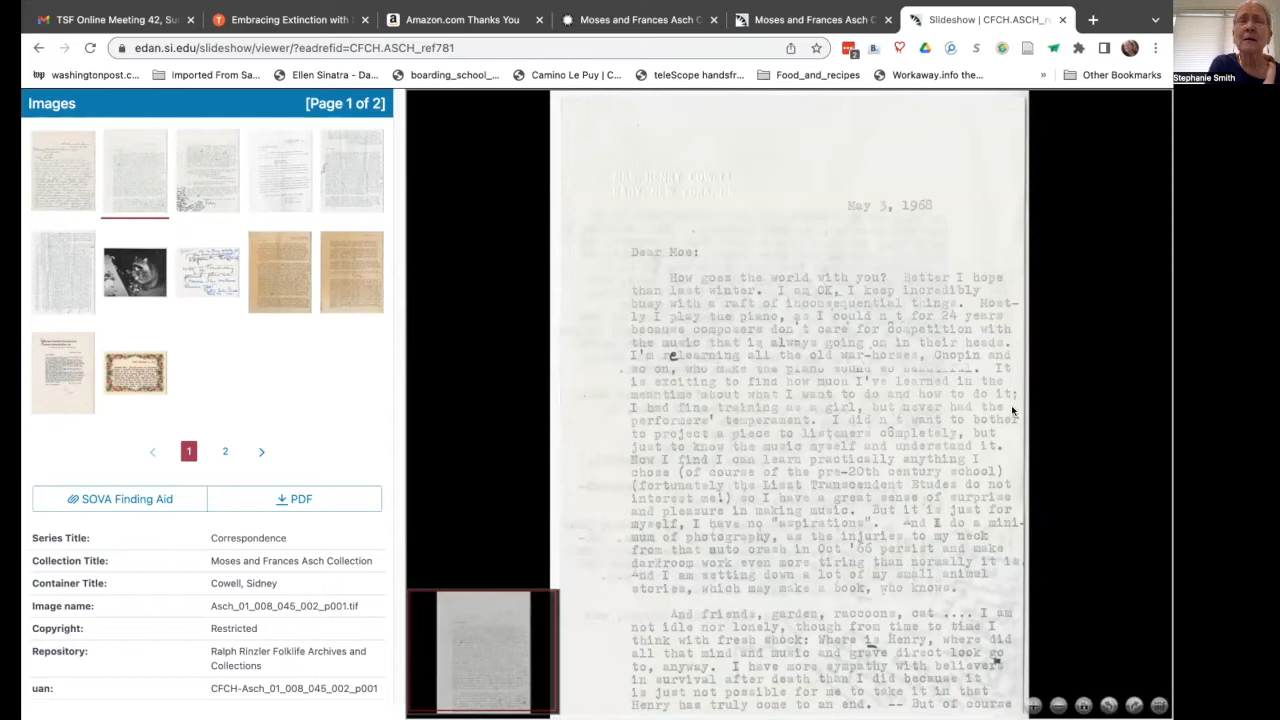 TSF Online Meeting 42, Su
Embracing Extinction with
Amazon.com Thanks You
Moses and Frances Asch C
Moses and Frances Asch C
Slideshow | CFCH.ASCH_re
edan.si.edu/slideshow/viewer/?eadrefid=CFCH.ASCH_ref781
2
washingtonpost.c...
Imported From Sa...
Ellen Sinatra - Da...
boarding_school_...
Camino Le Puy | C...
teleScope handsfr...
Food_and_recipes
Workaway.info the...
»
Other Bookmarks
Stephanie Smith
Images
[Page 1 of 2]
1
2
SOVA Finding Aid
PDF
Series Title: Correspondence
Collection Title: Moses and Frances Asch Collection
Container Title: Cowell, Sidney
Image name: Asch_01_008_045_002_p001.tif
Copyright: Restricted
Repository: Ralph Rinzler Folklife Archives and
Collections
uan: CFCH-Asch_01_008_045_002_p001
HENRY COWELL
May 3, 1968
Dear Moe:
How goes the world with you? Better I hope
than last winter. I am OK, I keep incredibly
busy with a raft of inconsequential things. Most-
ly I play the piano, as I could n t for 24 years
because composers don't care for competition with
the music that is always going on in their heads.
I'm relearning all the old war-horses, Chopin and
so on, who make the piano sound so beautiful. It
is exciting to find how much I've learned in the
meantime about what I want to do and how to do it;
I had fine training as a girl, but never had the
performers' temperament. I did n t want to bother
to project a piece to listeners completely, but
just to know the music myself and understand it.
Now I find I can learn practically anything I
chose (of course of the pre-20th century school)
(fortunately the Liszt Transcendent Etudes do not
interest me!) so I have a great sense of surprise
and pleasure in making music. But it is just for
myself, I have no "aspirations". And I do a mini-
mum of photography, as the injuries to my neck
from that auto crash in Oct '66 persist and make
darkroom work even more tiring than normally it is.
And I am setting down a lot of my small animal
stories, which may make a book, who knows.
And friends, garden, raccoons, cat .... I am
not idle nor lonely, though from time to time I
think with fresh shock: Where is Henry, where did
all that mind and music and grave direct look go
to, anyway. I have more sympathy with believers
in survival after death than I did because it
is just not possible for me to take it in that
Henry has truly come to an end. -- But of course